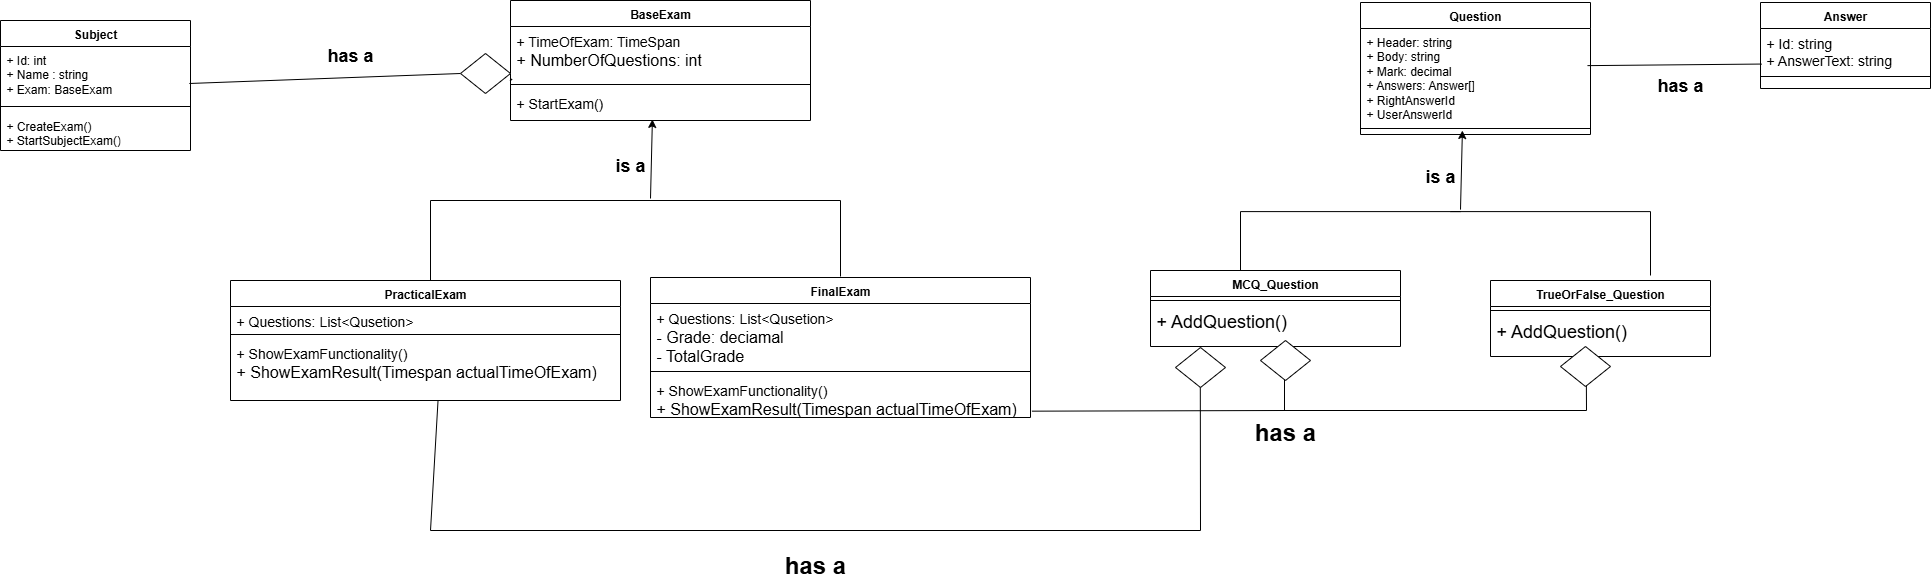 Subject
+ Id: int
+ Name : string
+ Exam: BaseExam
+ CreateExam()
+ StartSubjectExam()
has a
BaseExam
+ TimeOfExam: TimeSpan
+ NumberOfQuestions: int
+ StartExam()
is a
PracticalExam
+ Questions: List<Qusetion>
+ ShowExamFunctionality()
+ ShowExamResult(Timespan actualTimeOfExam)
FinalExam
+ Questions: List<Qusetion>
- Grade: deciamal
- TotalGrade
+ ShowExamFunctionality()
+ ShowExamResult(Timespan actualTimeOfExam)
Question
+ Header: string
+ Body: string
+ Mark: decimal
+ Answers: Answer[]
+ RightAnswerId
+ UserAnswerId
has a
Answer
+ Id: string
+ AnswerText: string
is a
MCQ_Question
+ AddQuestion()
TrueOrFalse_Question
+ AddQuestion()
has a
has a